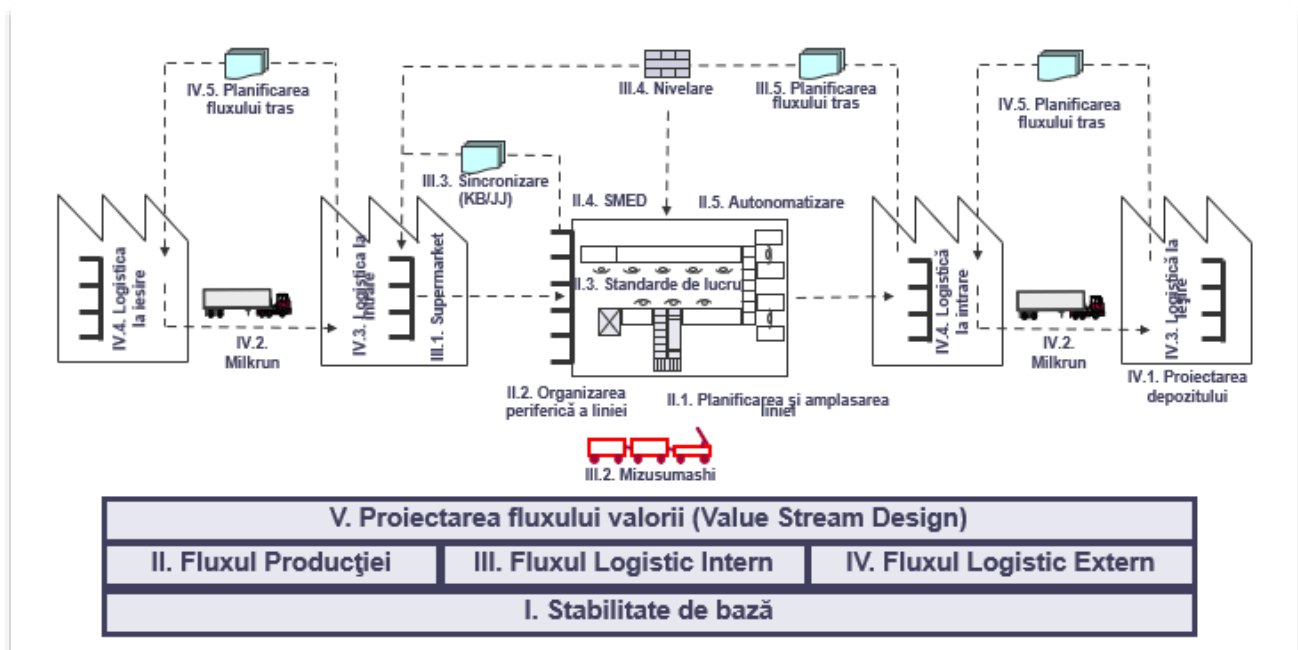 IV.5. Planificarea
fluxului tras
III.4. Nivelare
III.5. Planificarea
fluxului tras
IV.5. Planificarea
fluxului tras
III.3. Sincronizare
(KB/JJ)
II.4. SMED
II.5. Autonomatizare
IV.4. Logistica
la iesire
IV.2.
Milkrun
IV.3. Logistica la
intrare
III.1. Supermarket
II.3. Standarde de lucru
IV.4. Logistică
la intrare
IV.2.
Milkrun
IV.3. Logistică la
ieşire
IV.1. Proiectarea
depozitului
II.2. Organizarea
periferică a liniei
II.1. Planificarea şi amplasarea
liniei
III.2. Mizusumashi
V. Proiectarea fluxului valorii (Value Stream Design)
II. Fluxul Producţiei
III. Fluxul Logistic Intern
IV. Fluxul Logistic Extern
I. Stabilitate de bază